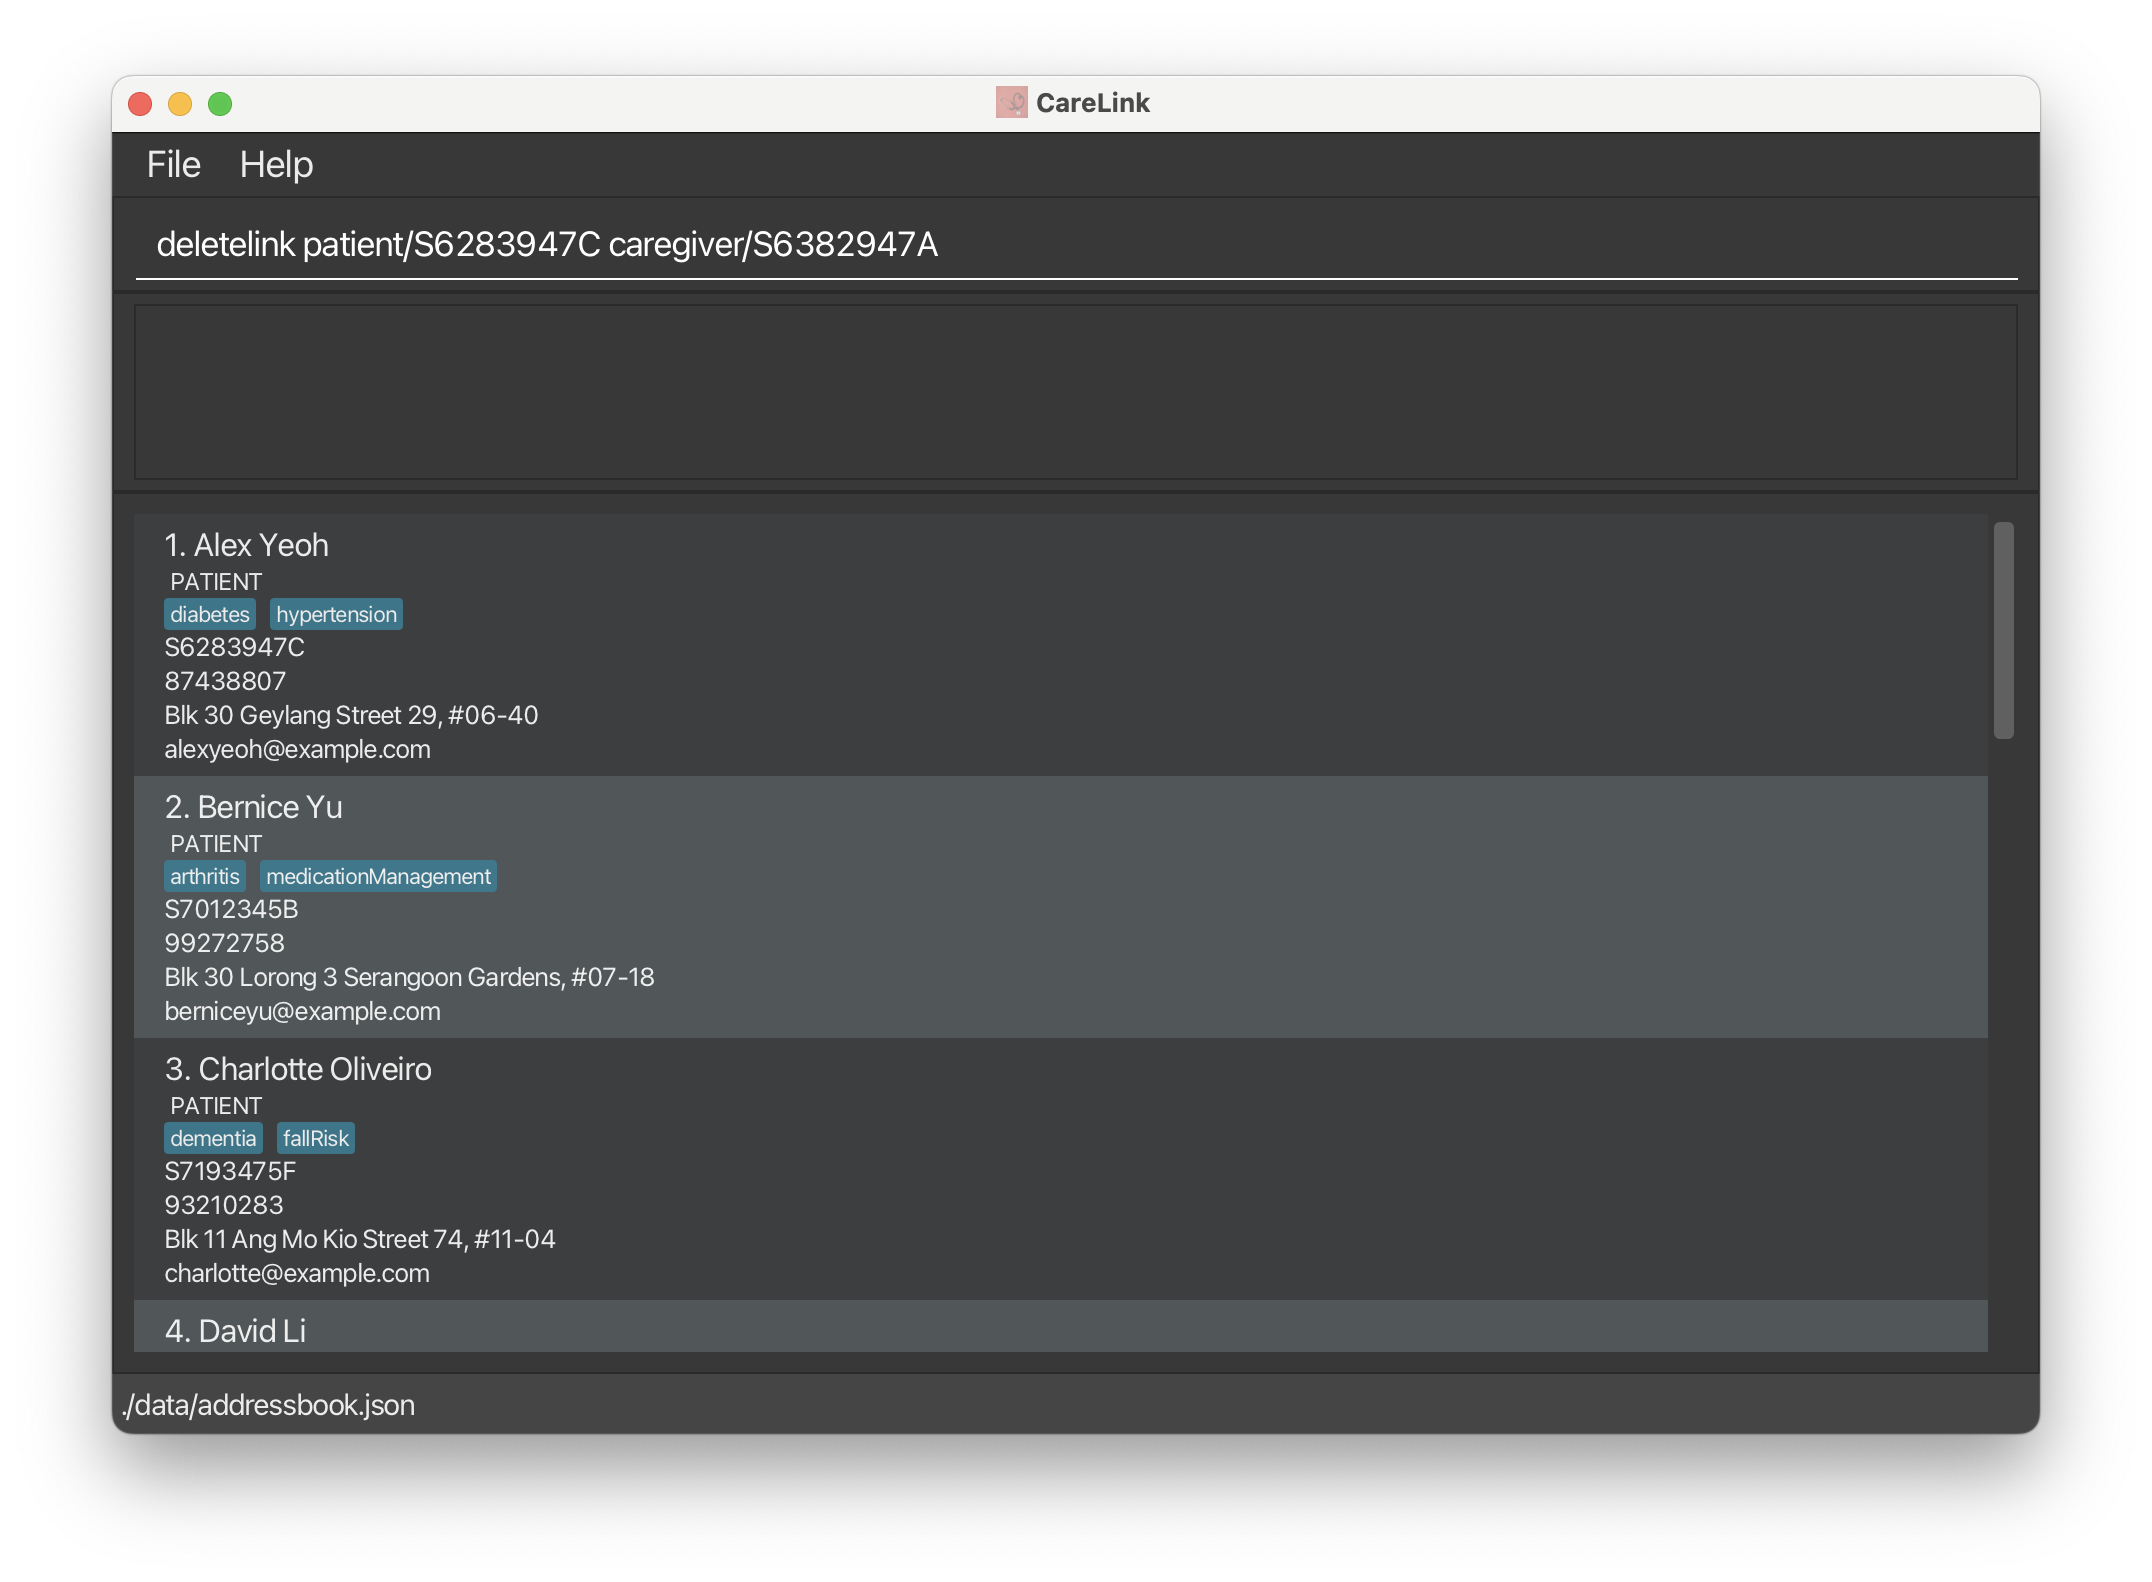 CareLink
File Help
deletelink patient/S6283947C caregiver/S6382947A
1. Alex Yeoh
PATIENT
diabetes hypertension
S6283947C
87438807
Blk 30 Geylang Street 29, #06-40
alexyeoh@example.com
2. Bernice Yu
PATIENT
arthritis medicationManagement
S7012345B
99272758
Blk 30 Lorong 3 Serangoon Gardens, #07-18
berniceyu@example.com
3. Charlotte Oliveiro
PATIENT
dementia fallRisk
S7193475F
93210283
Blk 11 Ang Mo Kio Street 74, #11-04
charlotte@example.com
4. David Li
./data/addressbook.json